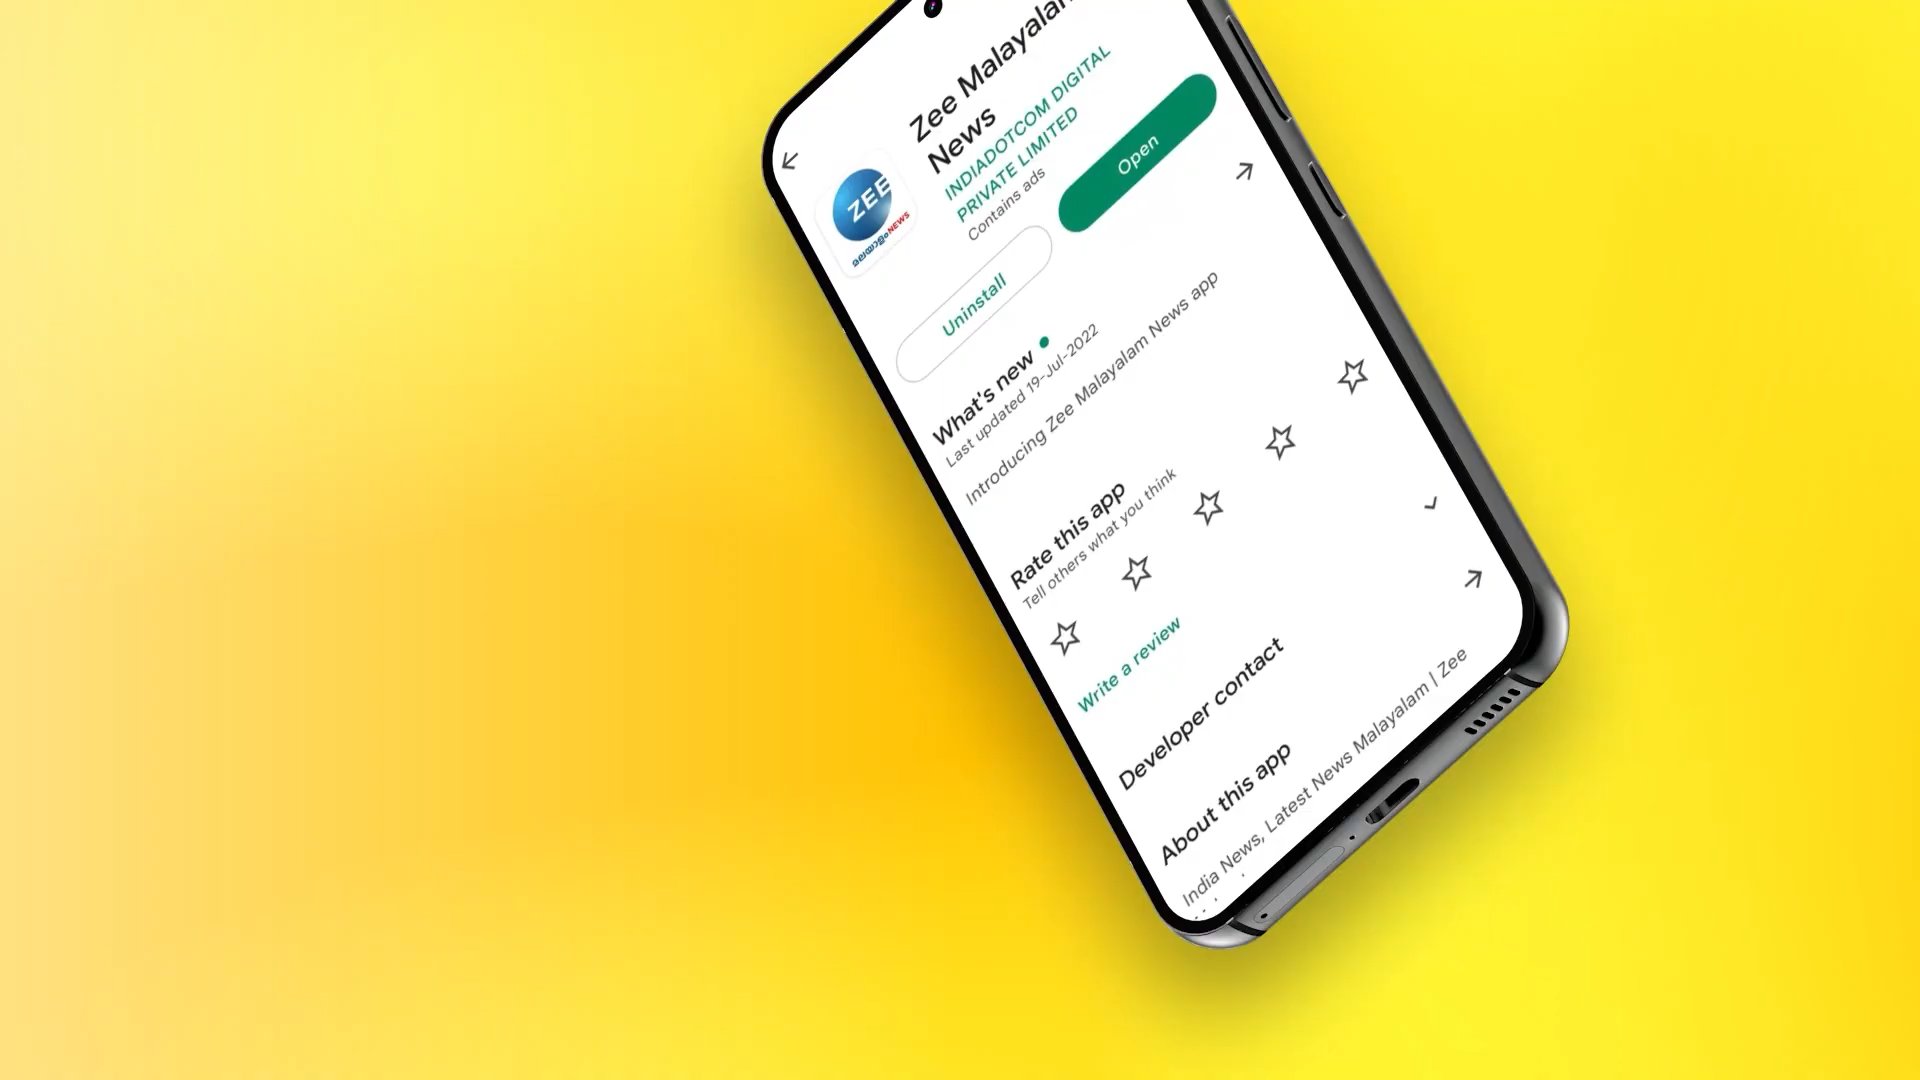 Zee Malayalam
News
INDIADOTCOM DIGITAL
PRIVATE LIMITED
Contains ads
ZEE
മലയാളം NEWS
Uninstall
Open
What's new
Last updated 19-Jul-2022
Introducing Zee Malayalam News app
Rate this app
Tell others what you think
Write a review
Developer contact
About this app
India News, Latest News Malayalam | Zee